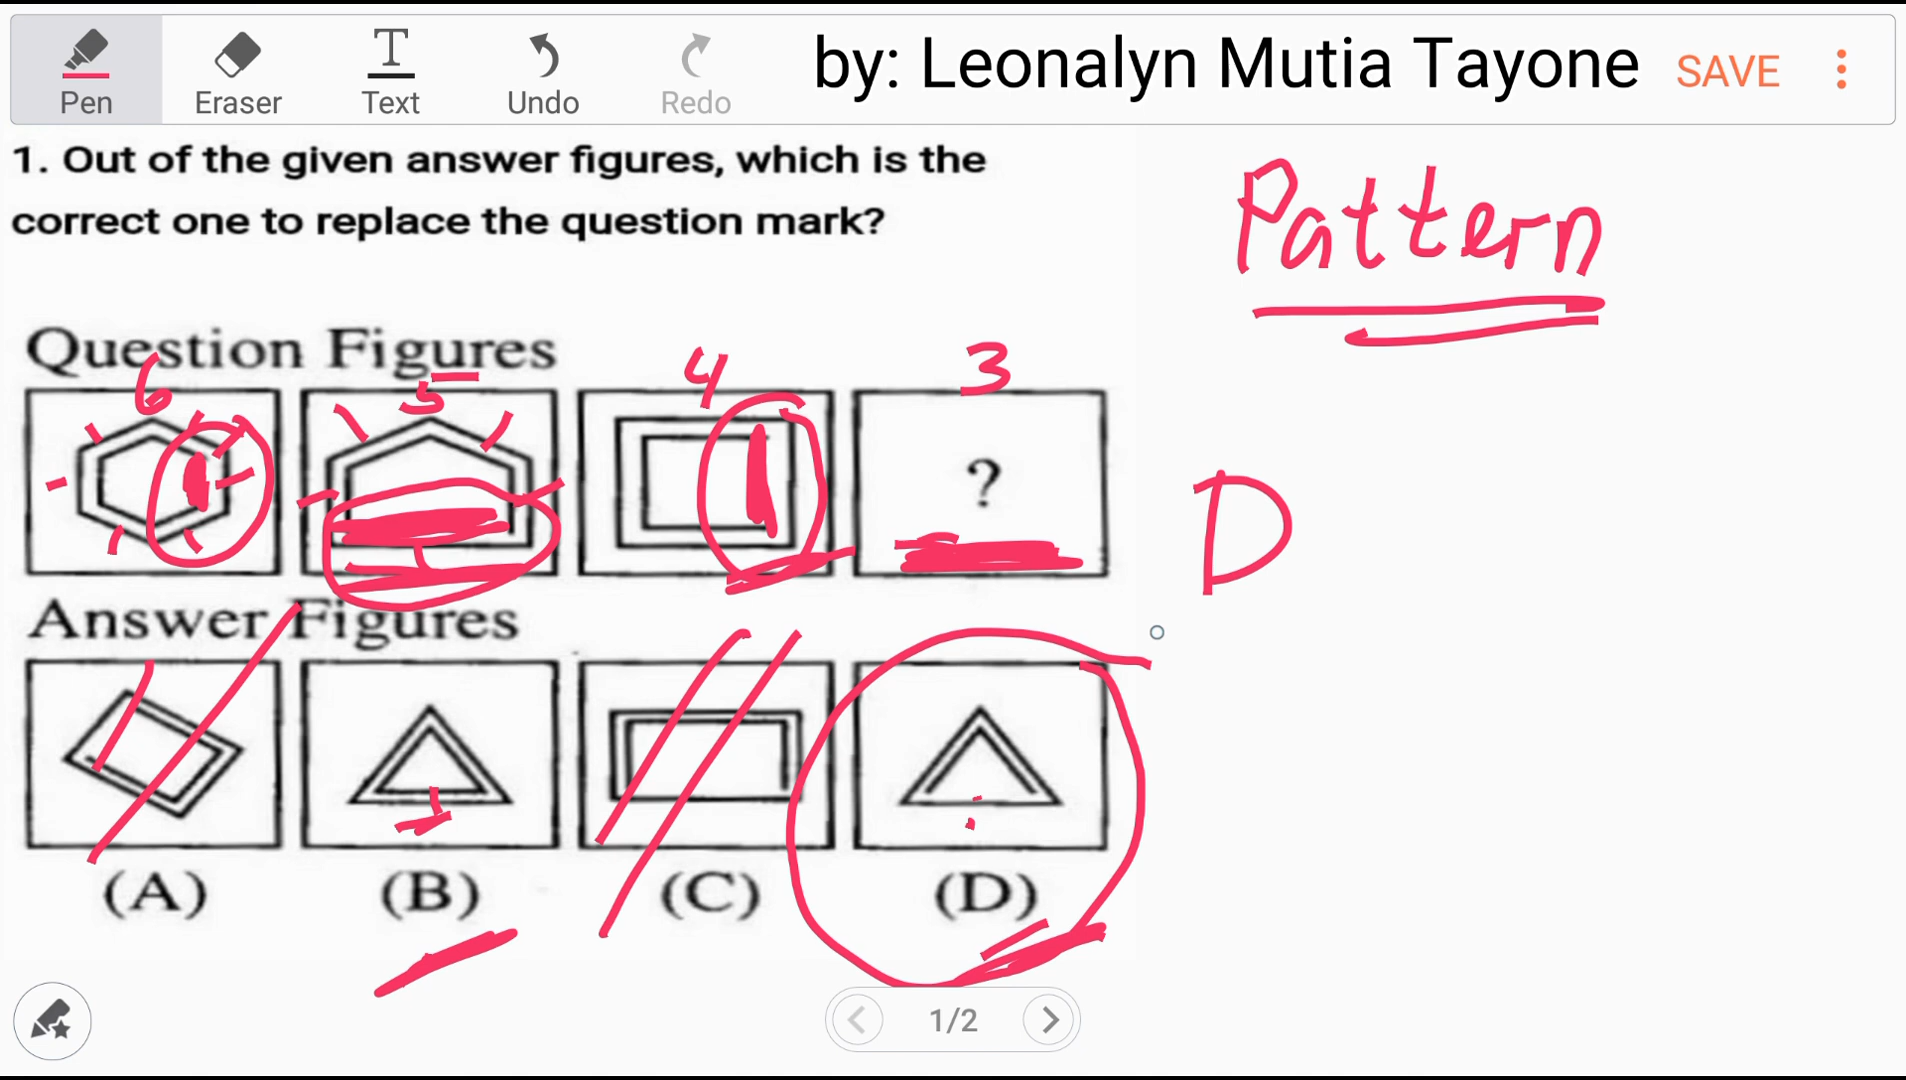 Pen
Eraser
T
Text
Undo
Redo
by: Leonalyn Mutia Tayone
SAVE
1. Out of the given answer figures, which is the
correct one to replace the question mark?
Pattern
Question Figures
6
5
4
3
?
D
Answer Figures
(A)
(B)
(C)
(D)
1/2